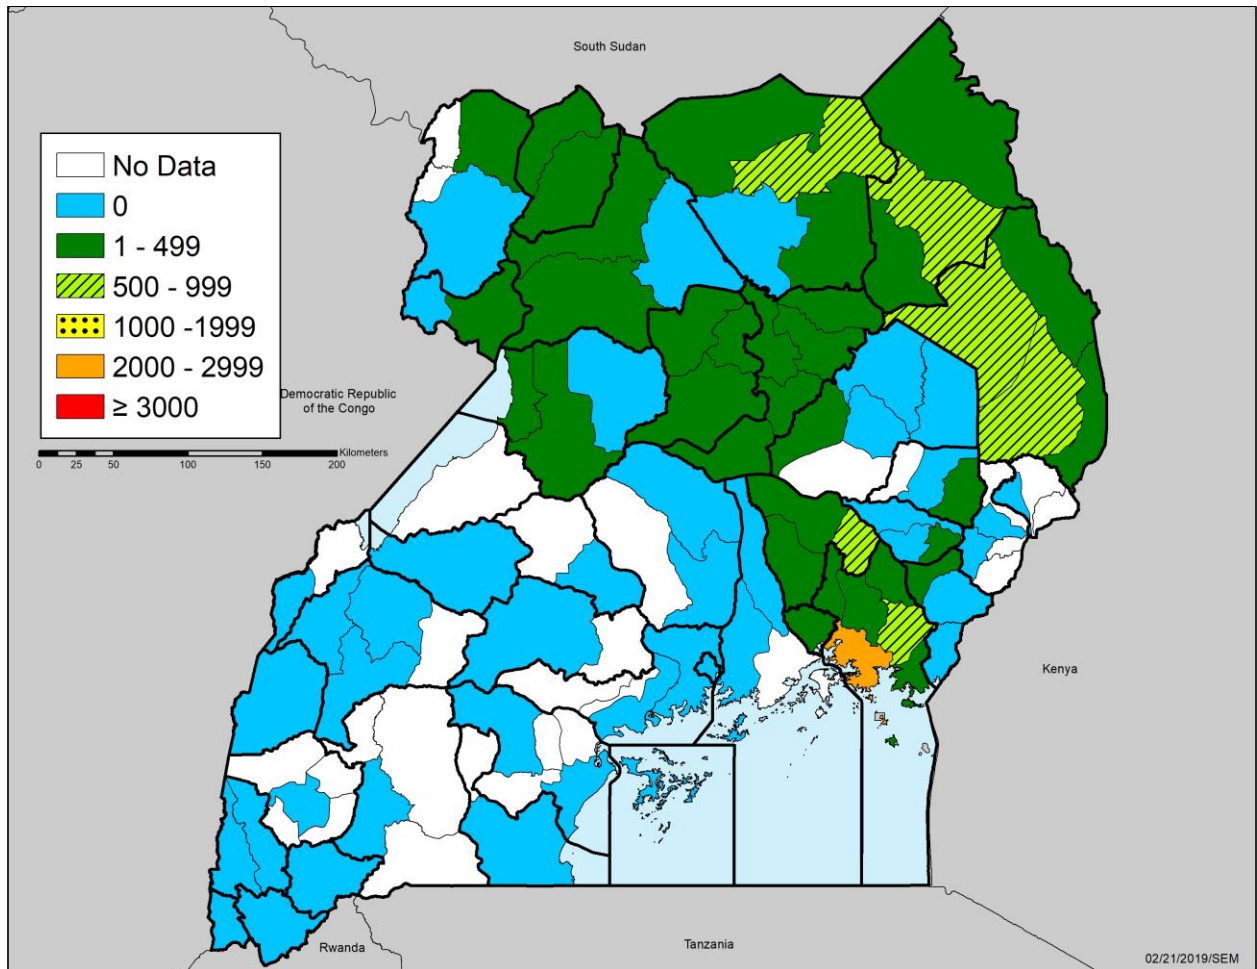 South Sudan
No Data
0
1 - 499
500 - 999
1000 -1999
2000 - 2999
≥ 3000
Democratic Republic
of the Congo
Kilometers
0 25 50 100 150 200
Kenya
Rwanda
Tanzania
02/21/2019/SEM